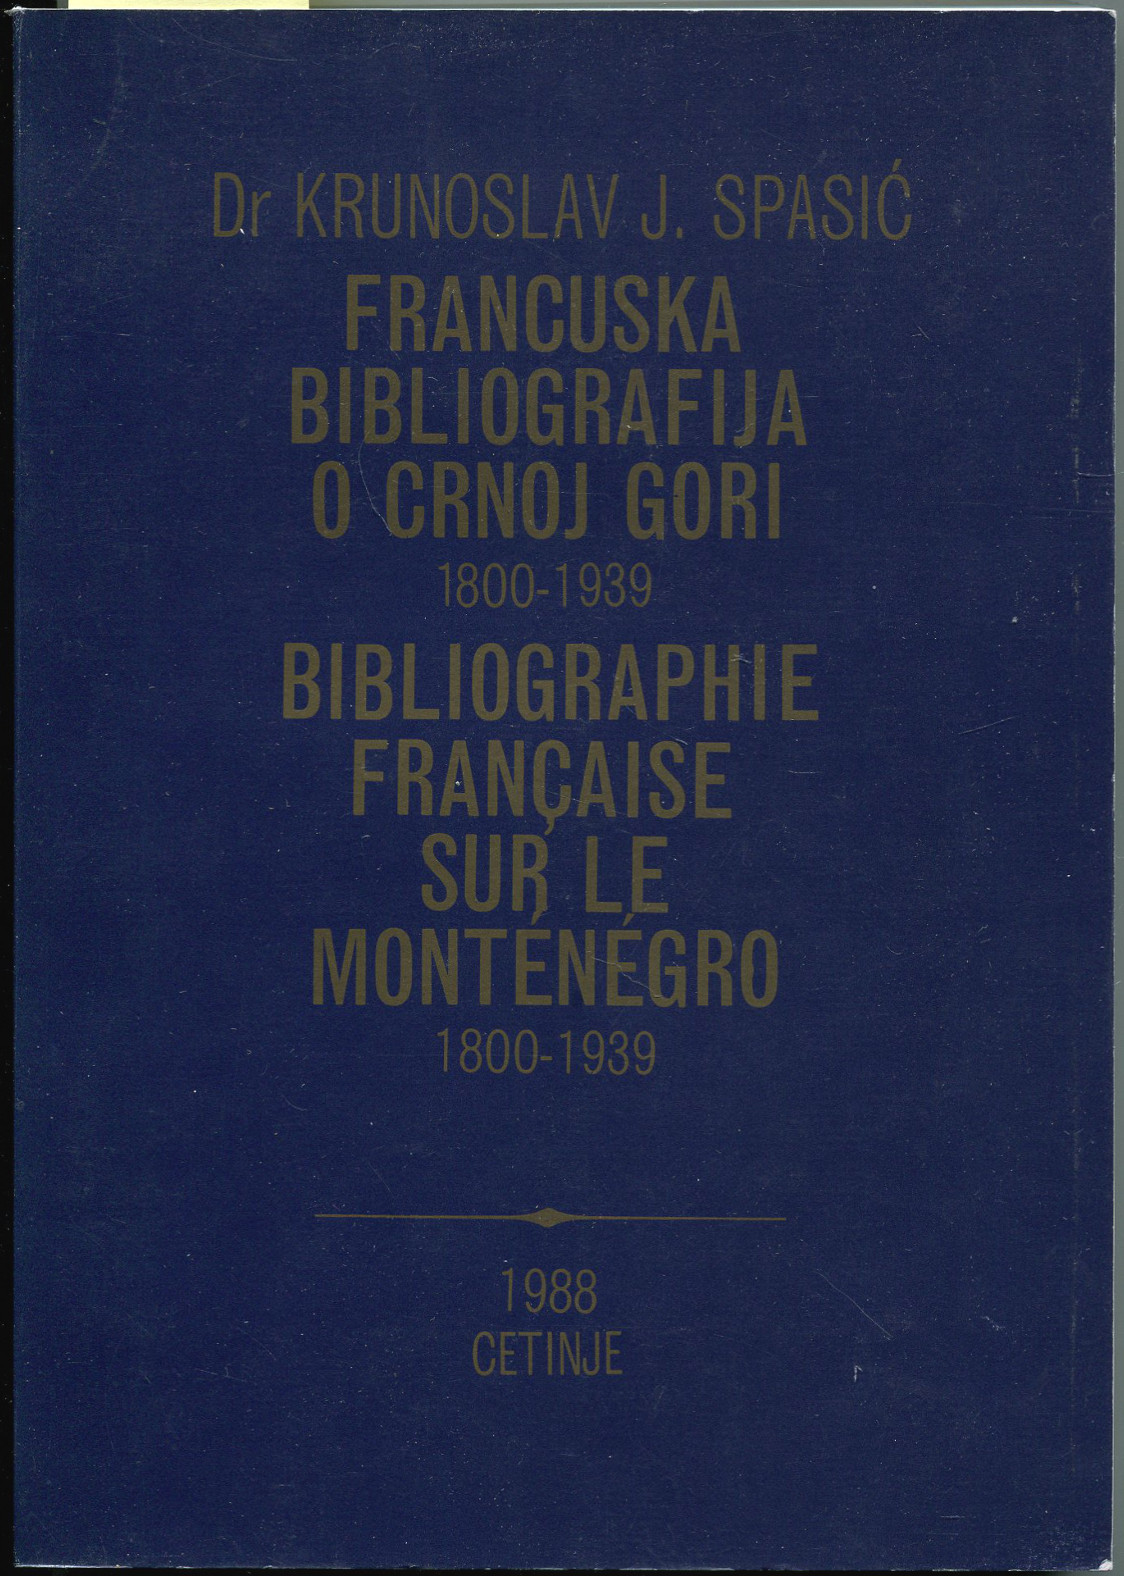 Dr KRUNOSLAV J. SPASIĆ
FRANCUSKA
BIBLIOGRAFIJA
O CRNOJ GORI
1800-1939
BIBLIOGRAPHIE
FRANÇAISE
SUR LE
MONTÉNÉGRO
1800-1939
1988
CETINJE